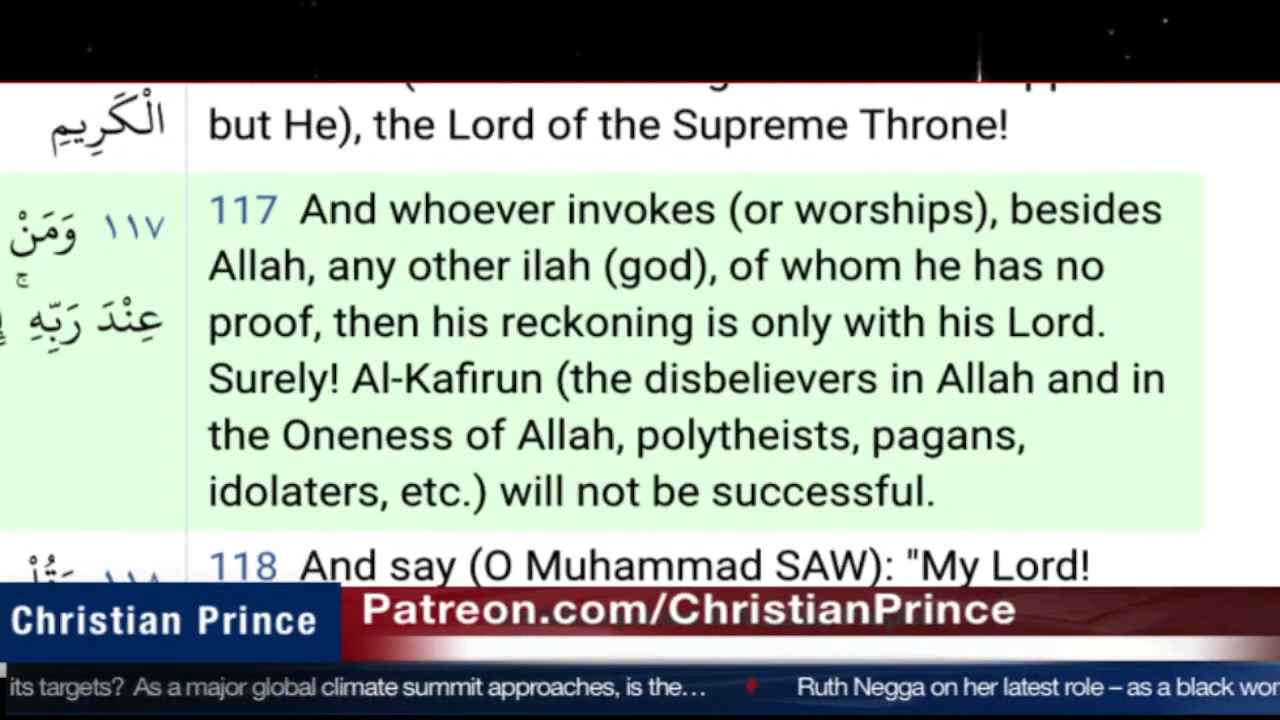 الْكَرِيمِ
but He), the Lord of the Supreme Throne!
١١٧ وَمَنْ
عِنْدَ رَبِّهِ ۚ
117 And whoever invokes (or worships), besides
Allah, any other ilah (god), of whom he has no
proof, then his reckoning is only with his Lord.
Surely! Al-Kafirun (the disbelievers in Allah and in
the Oneness of Allah, polytheists, pagans,
idolaters, etc.) will not be successful.
118 And say (O Muhammad SAW): "My Lord!
Christian Prince
Patreon.com/ChristianPrince
its targets? As a major global climate summit approaches, is the… Ruth Negga on her latest role – as a black